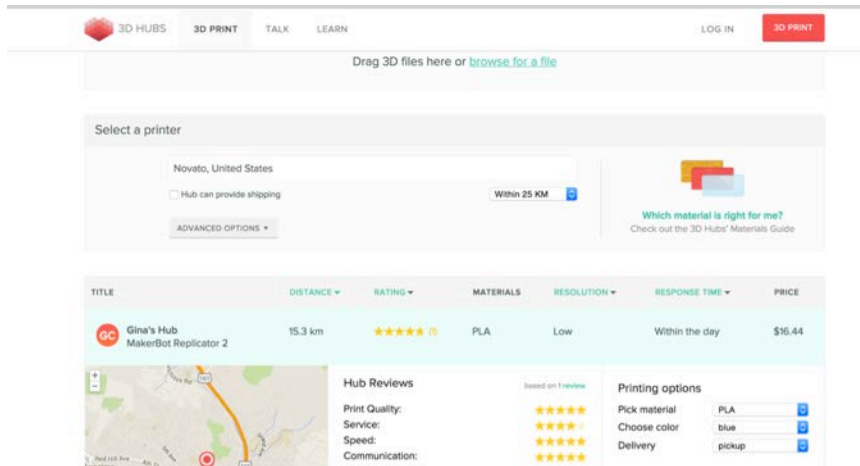 3D HUBS 3D PRINT TALK LEARN LOG IN 3D PRINT
Drag 3D files here or browse for a file
Select a printer
Novato, United States
Hub can provide shipping Within 25 KM
ADVANCED OPTIONS
Which material is right for me?
Check out the 3D Hubs' Materials Guide
TITLE DISTANCE RATING MATERIALS RESOLUTION RESPONSE TIME PRICE
GC Gina's Hub 15.3 km (1) PLA Low Within the day $16.44
MakerBot Replicator 2
Hub Reviews based on 1 review
Print Quality:
Service:
Speed:
Communication:
Printing options
Pick material PLA
Choose color blue
Delivery pickup
101